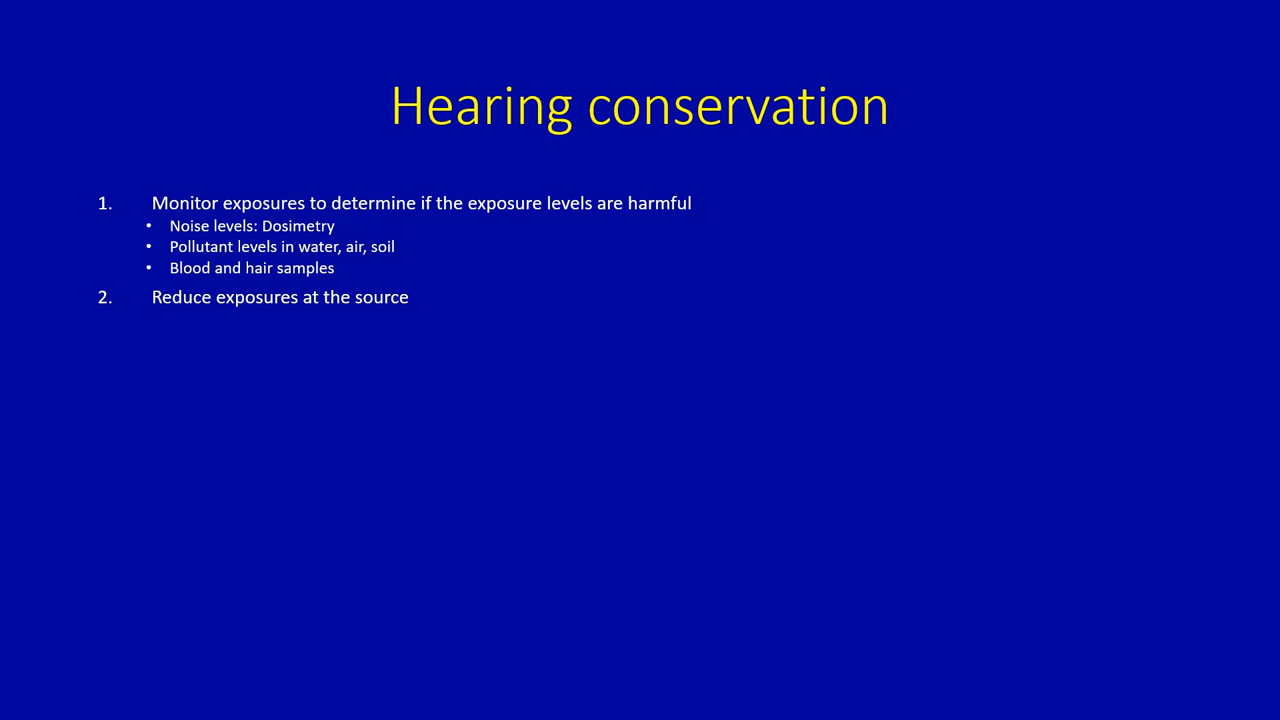 Hearing conservation
1. Monitor exposures to determine if the exposure levels are harmful
• Noise levels: Dosimetry
• Pollutant levels in water, air, soil
• Blood and hair samples
2. Reduce exposures at the source